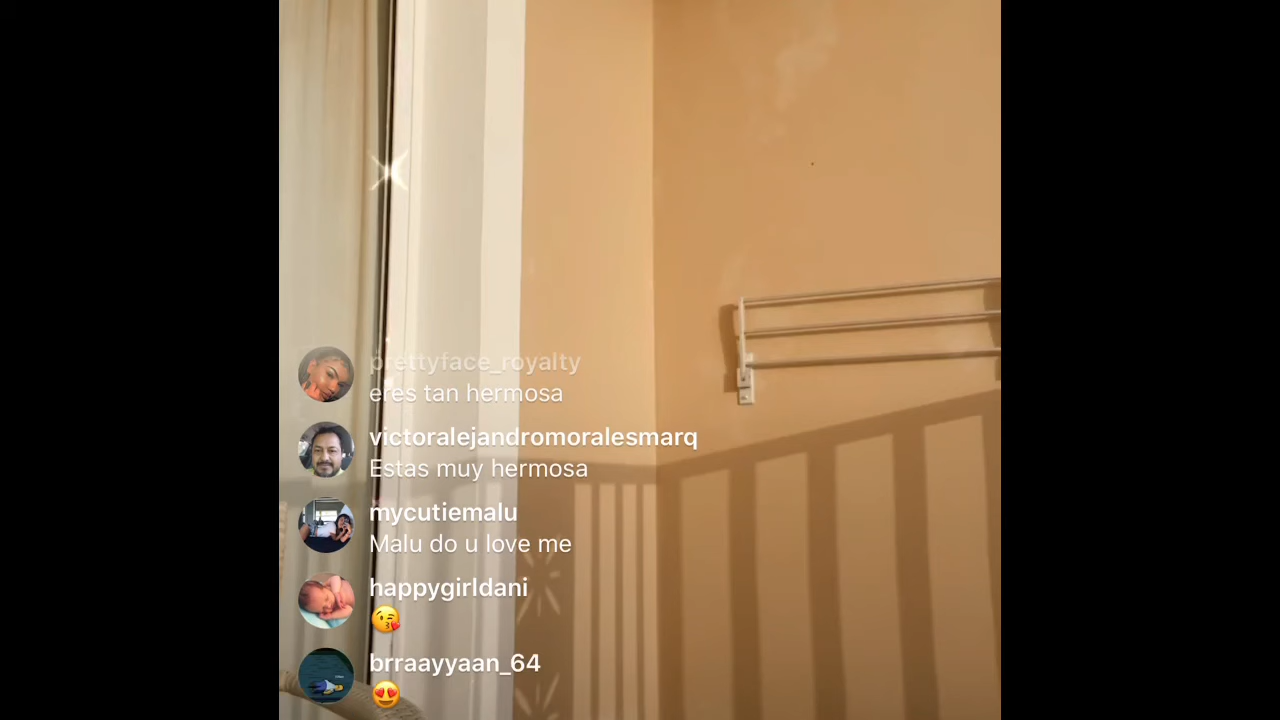 prettyface_royalty
eres tan hermosa
victoralejandromoralesmarq
Estas muy hermosa
mycutiemalu
Malu do u love me
happygirldani
😘
brraayyaan_64
😍